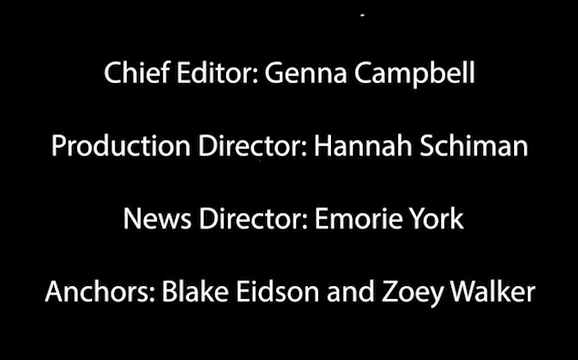 Chief Editor: Genna Campbell
Production Director: Hannah Schiman
News Director: Emorie York
Anchors: Blake Eidson and Zoey Walker